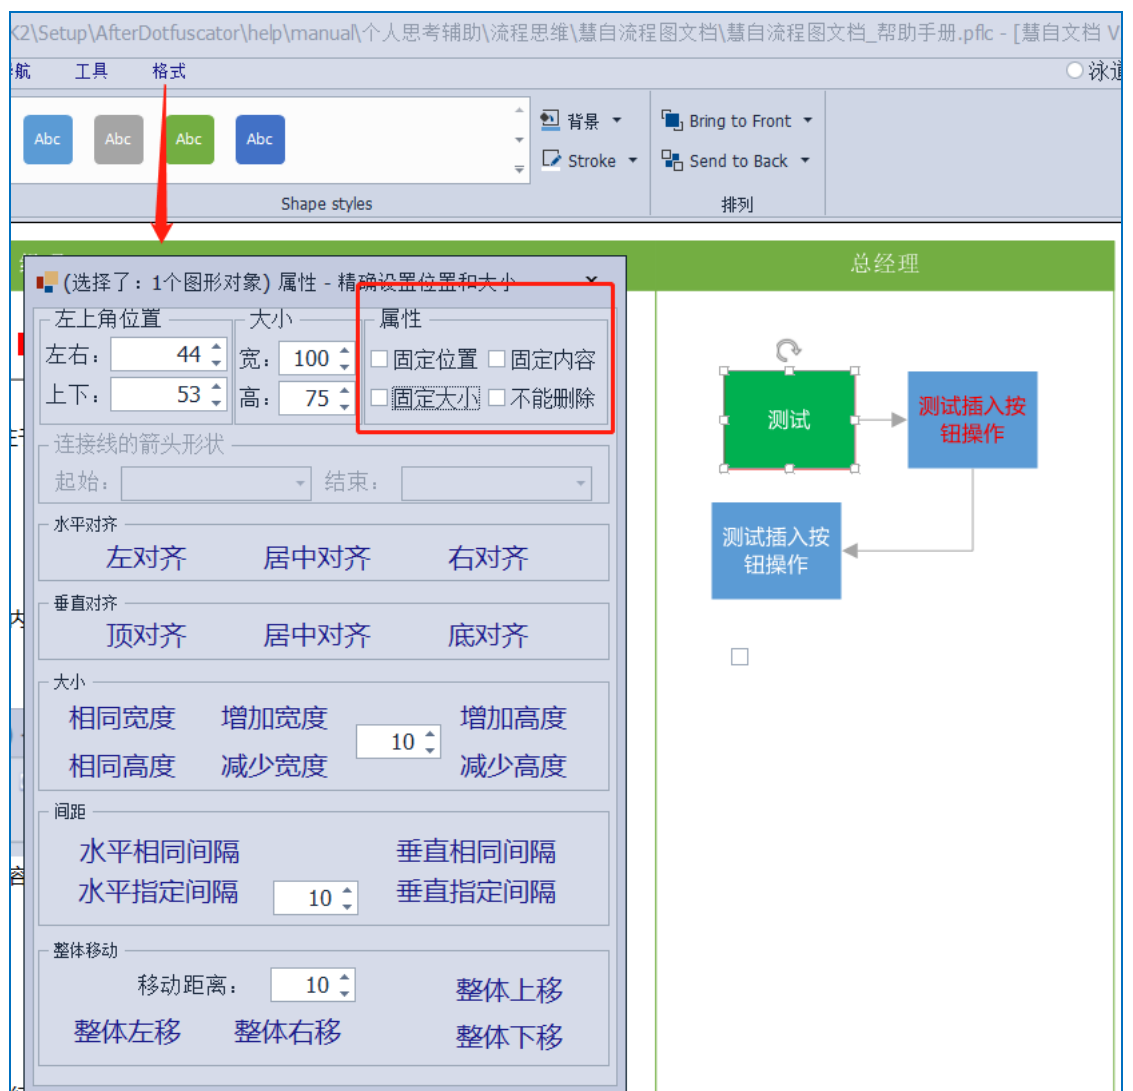 K2\Setup\AfterDotfuscator\help\manual\个人思考辅助\流程思维\慧自流程图文档\慧自流程图文档_帮助手册.pflc - [慧自文档 V
航 工具 格式 泳道
Abc Abc Abc Abc
背景 Bring to Front
Stroke Send to Back
Shape styles 排列
总经理
(选择了：1个图形对象) 属性 - 精确设置位置和大小
左上角位置 大小 属性
左右： 44 宽： 100 固定位置 固定内容
上下： 53 高： 75 固定大小 不能删除
连接线的箭头形状
起始： 结束：
水平对齐
左对齐 居中对齐 右对齐
垂直对齐
顶对齐 居中对齐 底对齐
大小
相同宽度 增加宽度 10 增加高度
相同高度 减少宽度 减少高度
间距
水平相同间隔 垂直相同间隔
水平指定间隔 10 垂直指定间隔
整体移动
移动距离： 10 整体上移
整体左移 整体右移 整体下移
测试
测试插入按
钮操作
测试插入按
钮操作
内
容